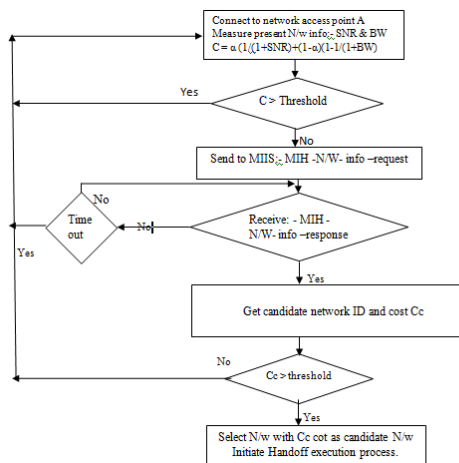 Connect to network access point A
Measure present N/w info:- SNR & BW
C = α (1/(1+SNR)+(1-α)(1-1/(1+BW)
Yes
C > Threshold
No
Send to MIIS:- MIH -N/W- info –request
No
Time
out
No
Receive: - MIH -
N/W- info –response
Yes
Yes
Get candidate network ID and cost Cc
No
Cc > threshold
Yes
Select N/w with Cc cot as candidate N/w
Initiate Handoff execution process.